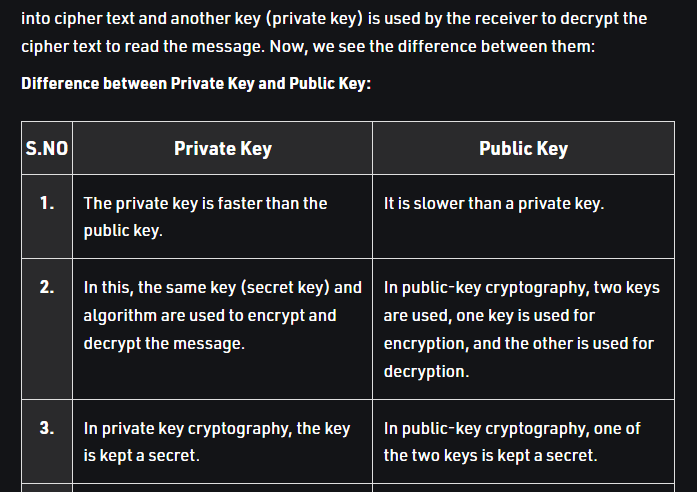 into cipher text and another key (private key) is used by the receiver to decrypt the
cipher text to read the message. Now, we see the difference between them:
Difference between Private Key and Public Key:
S.NO Private Key Public Key
1. The private key is faster than the
public key.
It is slower than a private key.
2. In this, the same key (secret key) and
algorithm are used to encrypt and
decrypt the message.
In public-key cryptography, two keys
are used, one key is used for
encryption, and the other is used for
decryption.
3. In private key cryptography, the key
is kept a secret.
In public-key cryptography, one of
the two keys is kept a secret.